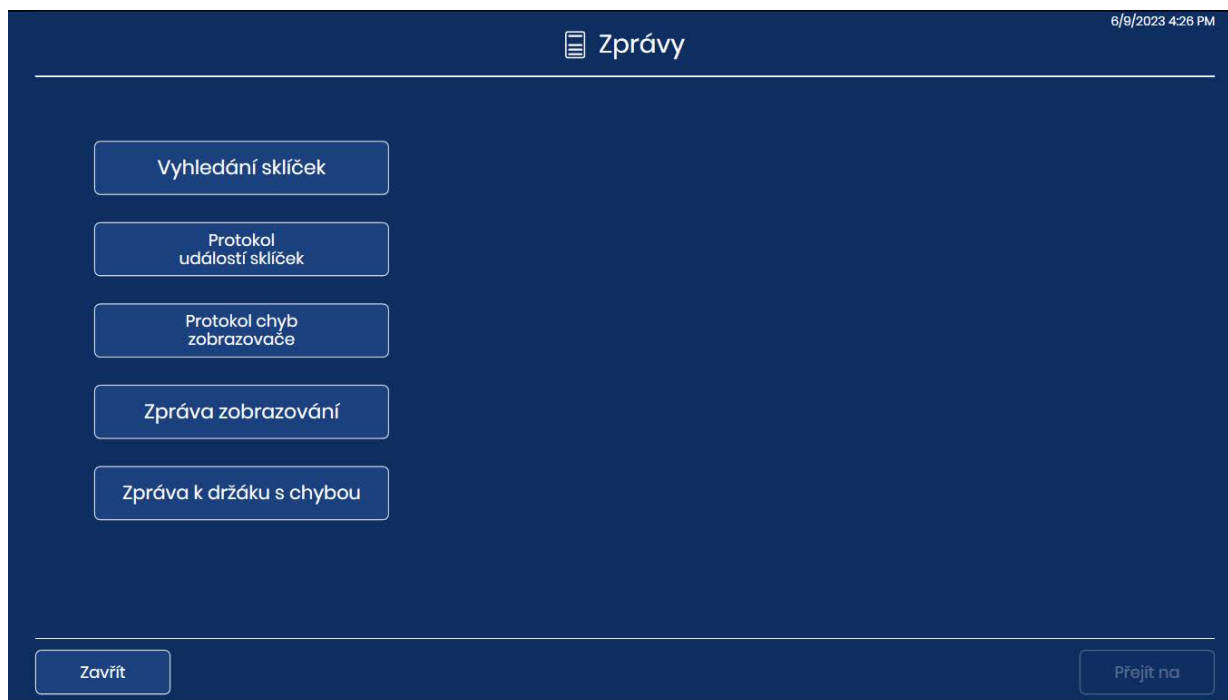 6/9/2023 4:26 PM
Zprávy
Vyhledání sklíček
Protokol
událostí sklíček
Protokol chyb
zobrazovače
Zpráva zobrazování
Zpráva k držáku s chybou
Zavřít
Přejít na